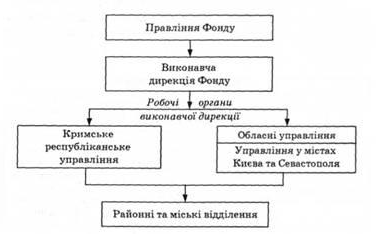 Правління Фонду
Виконавча
дирекція Фонду
Робочі органи
виконавчої дирекції
Кримське
республіканське
управління
Обласні управління
Управління у містах
Києва та Севастополя
Районні та міські відділення